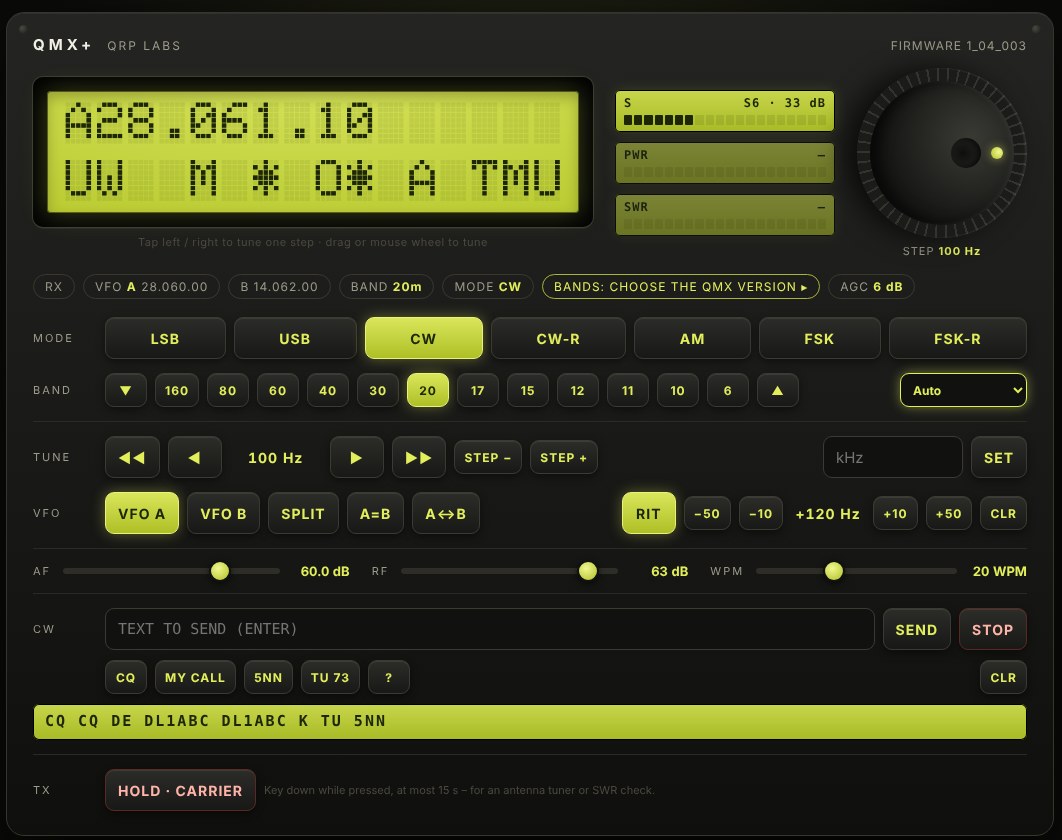 QMX+ QRP LABS
FIRMWARE 1_04_003
A28.061.10
UW M * O* A TMU
S S6 · 33 dB
PWR –
SWR –
Tap left / right to tune one step · drag or mouse wheel to tune
STEP 100 Hz
RX VFO A 28.060.00 B 14.062.00 BAND 20m MODE CW BANDS: CHOOSE THE QMX VERSION ▸ AGC 6 dB
MODE LSB USB CW CW-R AM FSK FSK-R
BAND ▼ 160 80 60 40 30 20 17 15 12 11 10 6 ▲ Auto
TUNE ◀◀ ◀ 100 Hz ▶ ▶▶ STEP − STEP + kHz SET
VFO VFO A VFO B SPLIT A=B A↔B RIT −50 −10 +120 Hz +10 +50 CLR
AF 60.0 dB RF 63 dB WPM 20 WPM
CW TEXT TO SEND (ENTER) SEND STOP
CQ MY CALL 5NN TU 73 ? CLR
CQ CQ DE DL1ABC DL1ABC K TU 5NN
TX HOLD · CARRIER Key down while pressed, at most 15 s – for an antenna tuner or SWR check.